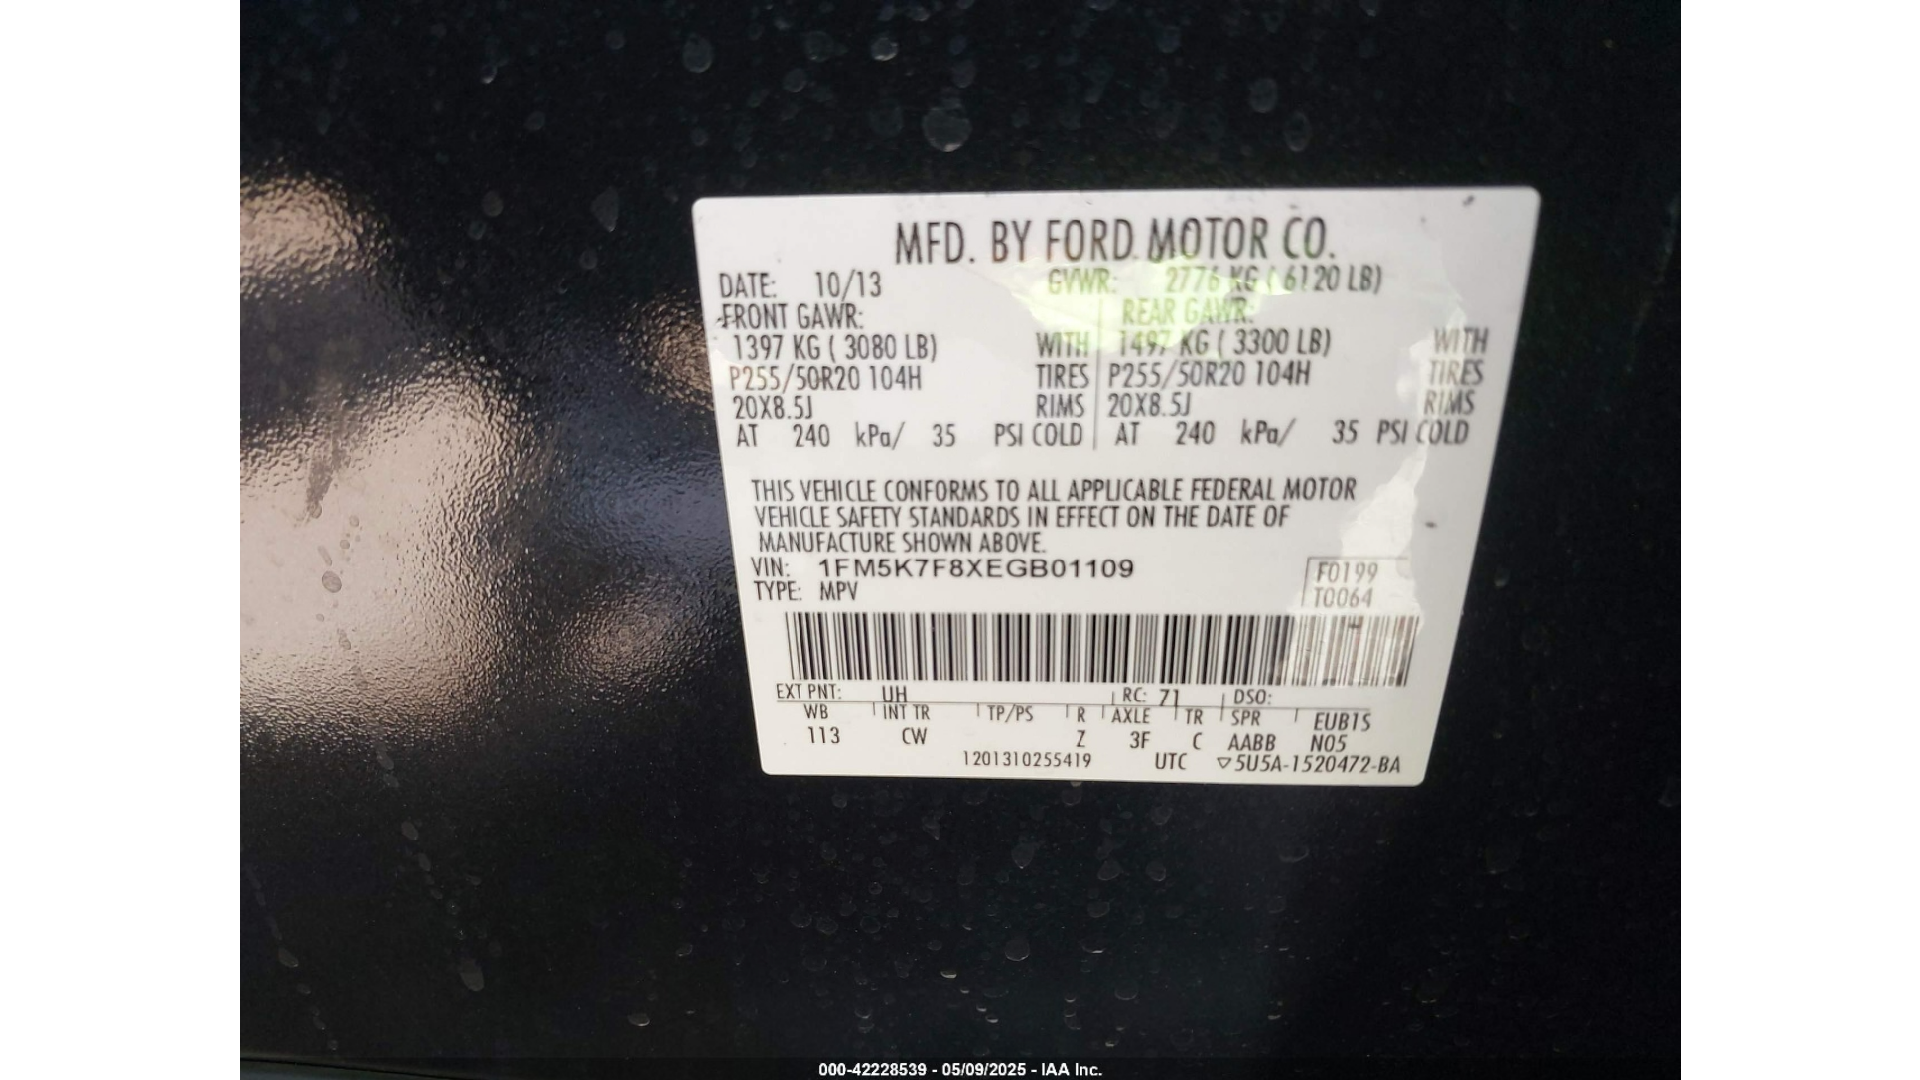 MFD. BY FORD MOTOR CO.
DATE: 10/13 GVWR: 2776 KG ( 6120 LB)
FRONT GAWR: REAR GAWR:
1397 KG ( 3080 LB) WITH 1497 KG ( 3300 LB) WITH
P255/50R20 104H TIRES P255/50R20 104H TIRES
20X8.5J RIMS 20X8.5J RIMS
AT 240 kPa/ 35 PSI COLD AT 240 kPa/ 35 PSI COLD
THIS VEHICLE CONFORMS TO ALL APPLICABLE FEDERAL MOTOR
VEHICLE SAFETY STANDARDS IN EFFECT ON THE DATE OF
MANUFACTURE SHOWN ABOVE.
VIN: 1FM5K7F8XEGB01109 F0199
TYPE: MPV T0064
EXT PNT: UH RC: 71 DSO:
WB INT TR TP/PS R AXLE TR SPR EUB1S
113 CW Z 3F C AABB N05
1201310255419 UTC ▽5U5A-1520472-BA
000-42228539 - 05/09/2025 - IAA Inc.